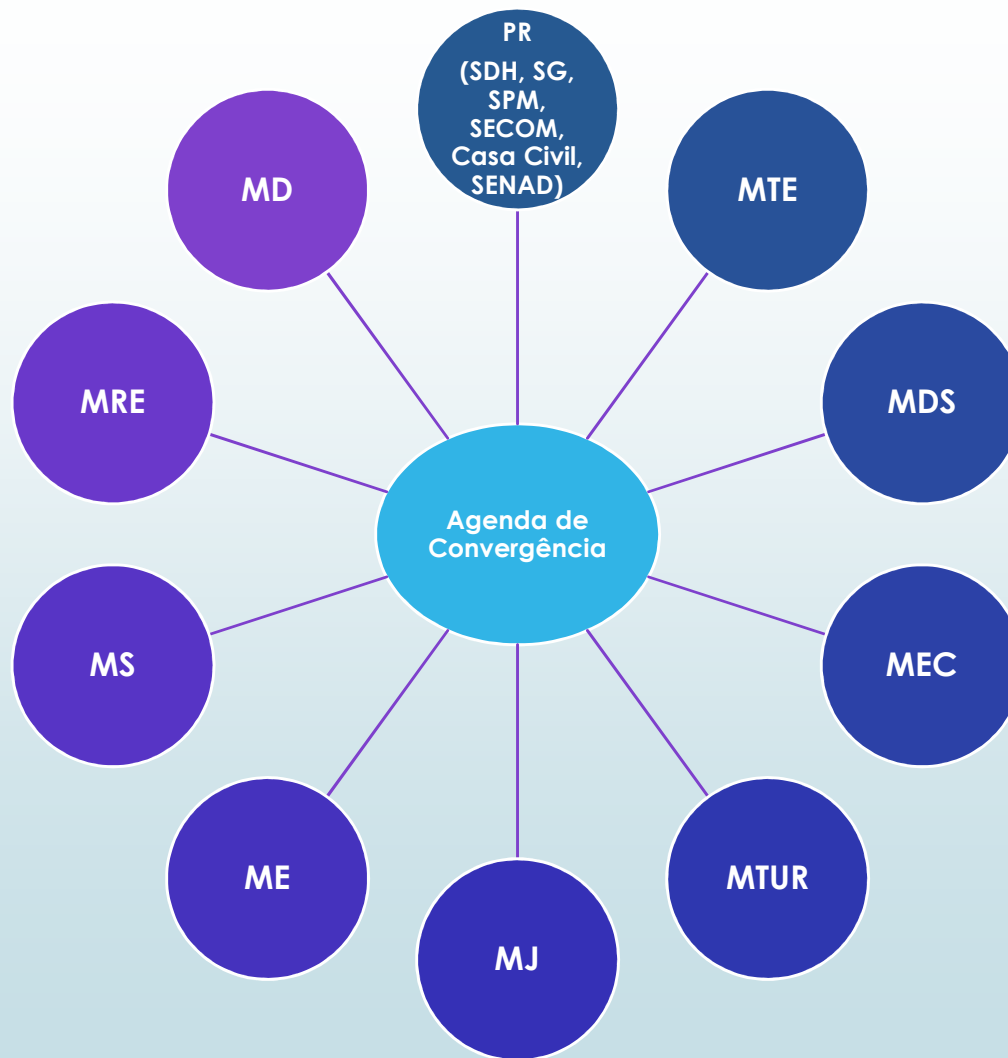 PR
(SDH, SG,
SPM,
SECOM,
Casa Civil,
SENAD)
MD
MTE
MRE
MDS
Agenda de
Convergência
MS
MEC
ME
MTUR
MJ